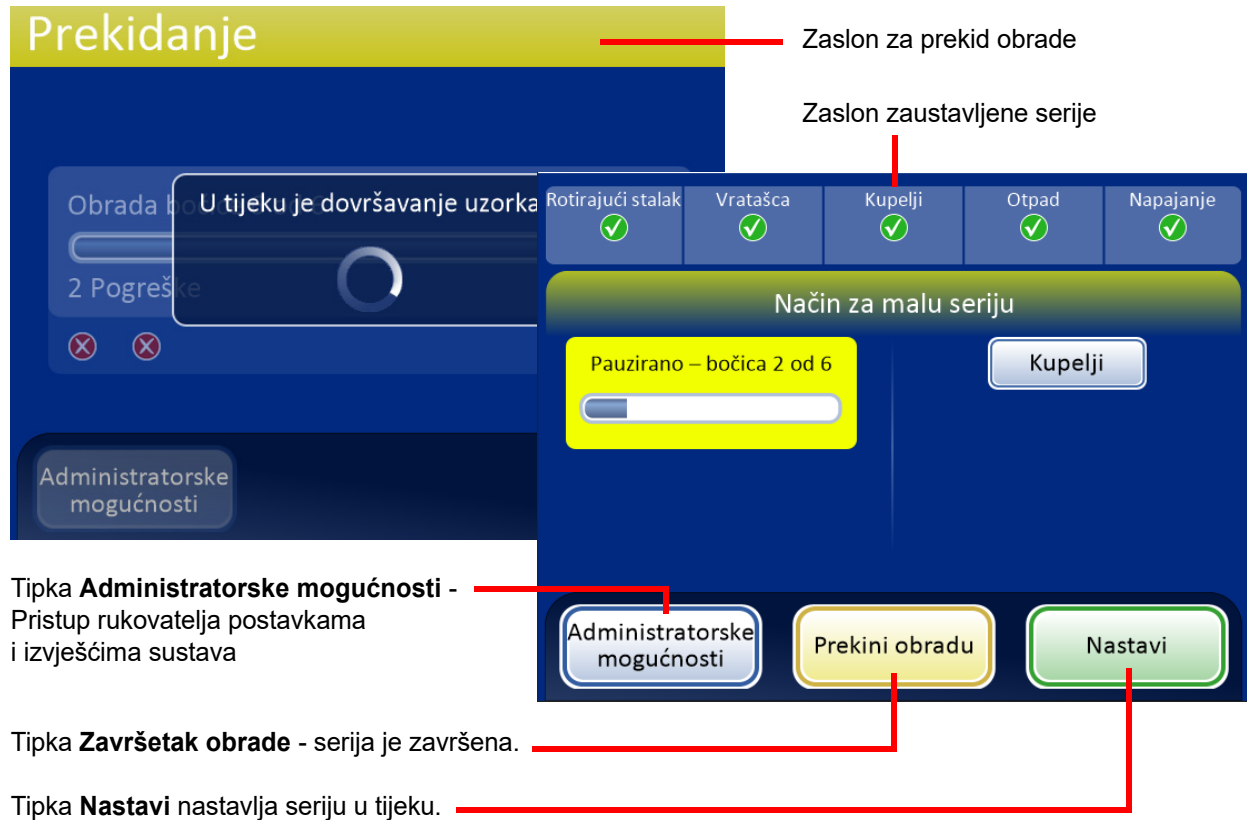 Prekidanje
Zaslon za prekid obrade
Zaslon zaustavljene serije
Obrada
U tijeku je dovršavanje uzorka
2 Pogreške
Administratorske
mogućnosti
Rotirajući stalak
Vratašca
Kupelji
Otpad
Napajanje
Način za malu seriju
Pauzirano – bočica 2 od 6
Kupelji
Administratorske
mogućnosti
Prekini obradu
Nastavi
Tipka Administratorske mogućnosti -
Pristup rukovatelja postavkama
i izvješćima sustava
Tipka Završetak obrade - serija je završena.
Tipka Nastavi nastavlja seriju u tijeku.